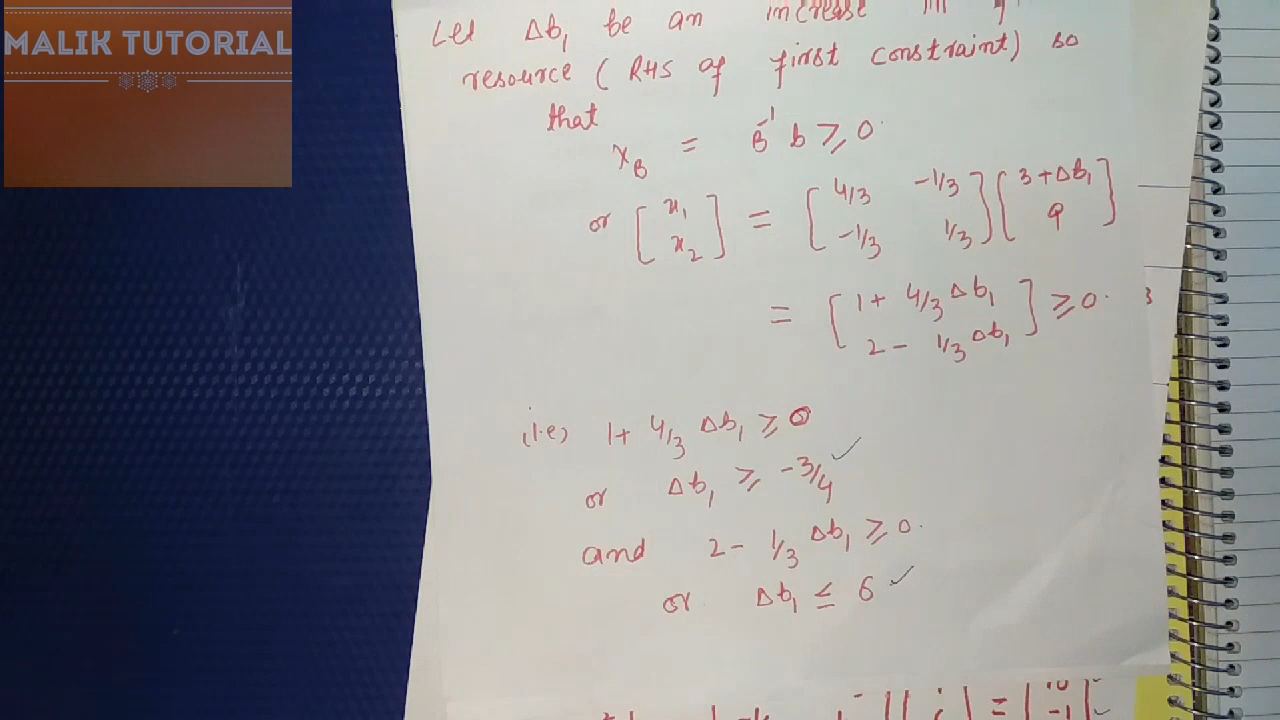 MALIK TUTORIAL
Let Δb₁ be an increase in
resource (RHS of first constraint) so
that
x_B = B⁻¹ b ≥ 0.
or [x₁ x₂] = [4/3 -1/3 -1/3 1/3] [3+Δb₁ 9]
= [1+ 4/3 Δb₁ 2- 1/3 Δb₁] ≥ 0.
(i.e) 1+ 4/3 Δb₁ ≥ 0
or Δb₁ ≥ -3/4 ✓
and 2- 1/3 Δb₁ ≥ 0.
or Δb₁ ≤ 6 ✓